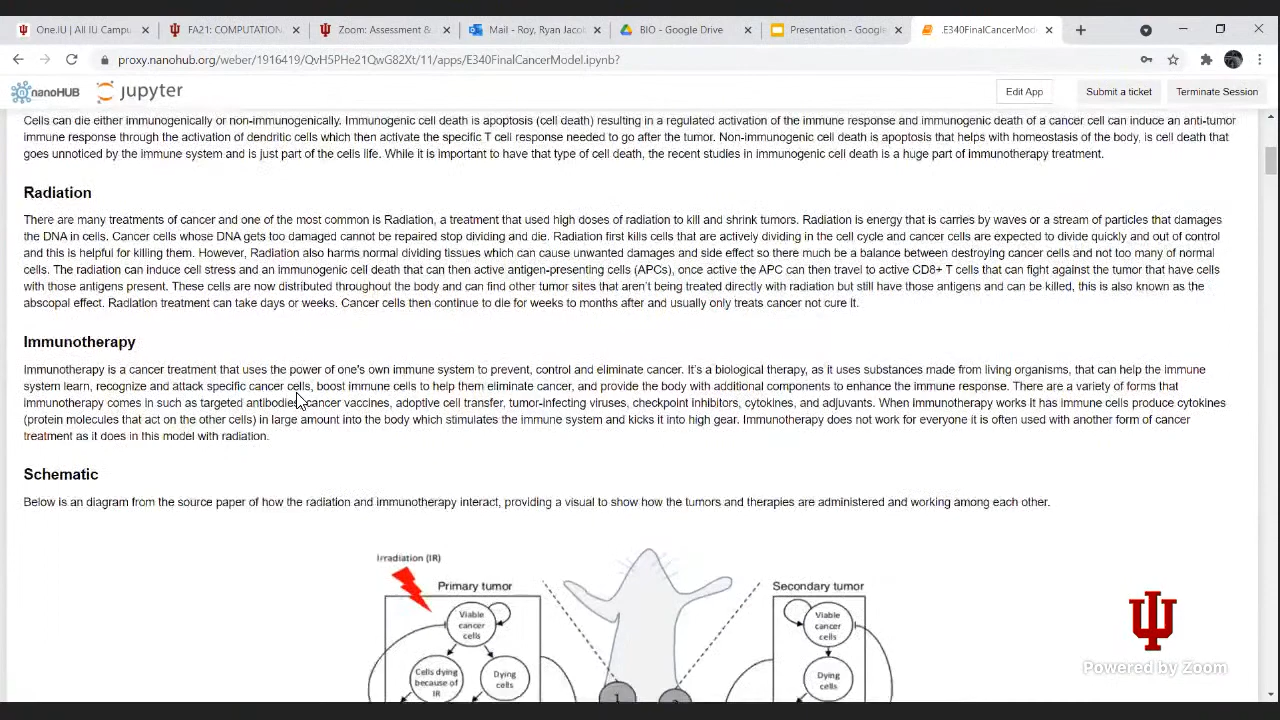 One.IU | All IU Campu
FA21: COMPUTATION
Zoom: Assessment &
Mail - Roy, Ryan Jacob
BIO - Google Drive
Presentation - Google
.E340FinalCancerMod
proxy.nanohub.org/weber/1916419/QvH5PHe21QwG82Xt/11/apps/E340FinalCancerModel.ipynb?
nanoHUB
jupyter
Edit App
Submit a ticket
Terminate Session
Cells can die either immunogenically or non-immunogenically. Immunogenic cell death is apoptosis (cell death) resulting in a regulated activation of the immune response and immunogenic death of a cancer cell can induce an anti-tumor
immune response through the activation of dendritic cells which then activate the specific T cell response needed to go after the tumor. Non-immunogenic cell death is apoptosis that helps with homeostasis of the body, is cell death that
goes unnoticed by the immune system and is just part of the cells life. While it is important to have that type of cell death, the recent studies in immunogenic cell death is a huge part of immunotherapy treatment.
Radiation
There are many treatments of cancer and one of the most common is Radiation, a treatment that used high doses of radiation to kill and shrink tumors. Radiation is energy that is carries by waves or a stream of particles that damages
the DNA in cells. Cancer cells whose DNA gets too damaged cannot be repaired stop dividing and die. Radiation first kills cells that are actively dividing in the cell cycle and cancer cells are expected to divide quickly and out of control
and this is helpful for killing them. However, Radiation also harms normal dividing tissues which can cause unwanted damages and side effect so there much be a balance between destroying cancer cells and not too many of normal
cells. The radiation can induce cell stress and an immunogenic cell death that can then active antigen-presenting cells (APCs), once active the APC can then travel to active CD8+ T cells that can fight against the tumor that have cells
with those antigens present. These cells are now distributed throughout the body and can find other tumor sites that aren't being treated directly with radiation but still have those antigens and can be killed, this is also known as the
abscopal effect. Radiation treatment can take days or weeks. Cancer cells then continue to die for weeks to months after and usually only treats cancer not cure it.
Immunotherapy
Immunotherapy is a cancer treatment that uses the power of one's own immune system to prevent, control and eliminate cancer. It's a biological therapy, as it uses substances made from living organisms, that can help the immune
system learn, recognize and attack specific cancer cells, boost immune cells to help them eliminate cancer, and provide the body with additional components to enhance the immune response. There are a variety of forms that
immunotherapy comes in such as targeted antibodies, cancer vaccines, adoptive cell transfer, tumor-infecting viruses, checkpoint inhibitors, cytokines, and adjuvants. When immunotherapy works it has immune cells produce cytokines
(protein molecules that act on the other cells) in large amount into the body which stimulates the immune system and kicks it into high gear. Immunotherapy does not work for everyone it is often used with another form of cancer
treatment as it does in this model with radiation.
Schematic
Below is an diagram from the source paper of how the radiation and immunotherapy interact, providing a visual to show how the tumors and therapies are administered and working among each other.
Irradiation (IR)
Primary tumor
Secondary tumor
Viable
cancer
cells
Viable
cancer
cells
Cells dying
because of
IR
Dying
cells
Dying
cells
1
Powered by Zoom